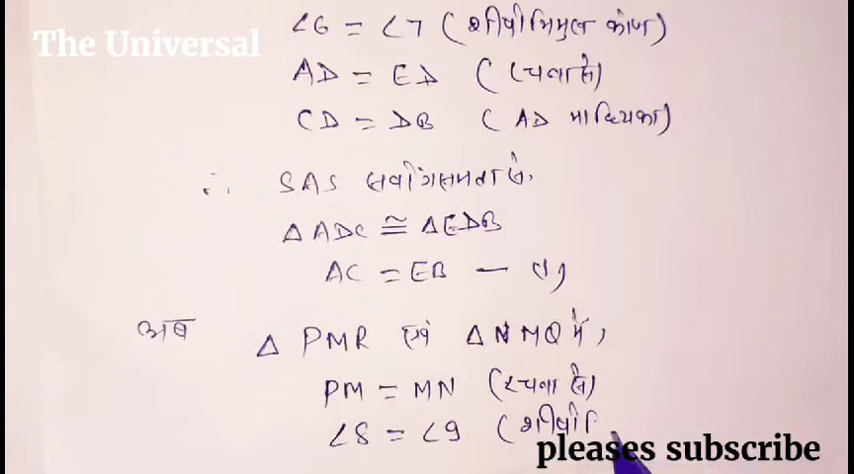 ∠6 = ∠7 (शीर्षाभिमुख कोण)
The Universal
AD = ED (रचना से)
CD = DB (AD माध्यिका)
∴ SAS सर्वांगसमता से,
Δ ADC ≅ Δ EDB
AC = EB —
अब Δ PMR एवं Δ NMQ में,
PM = MN (रचना से)
∠8 = ∠9 (शीर्षा
pleases subscribe